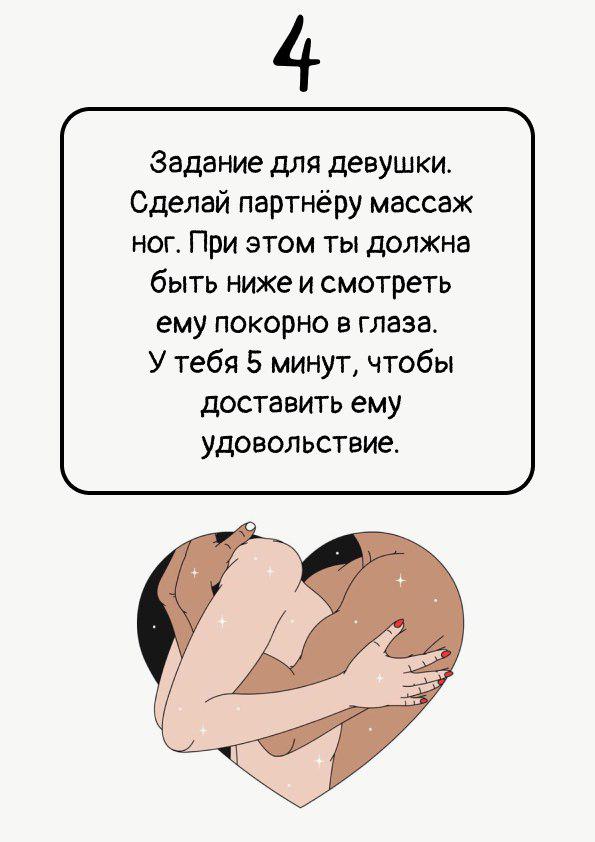 4
Задание для девушки.
Сделай партнёру массаж
ног. При этом ты должна
быть ниже и смотреть
ему покорно в глаза.
У тебя 5 минут, чтобы
доставить ему
удовольствие.